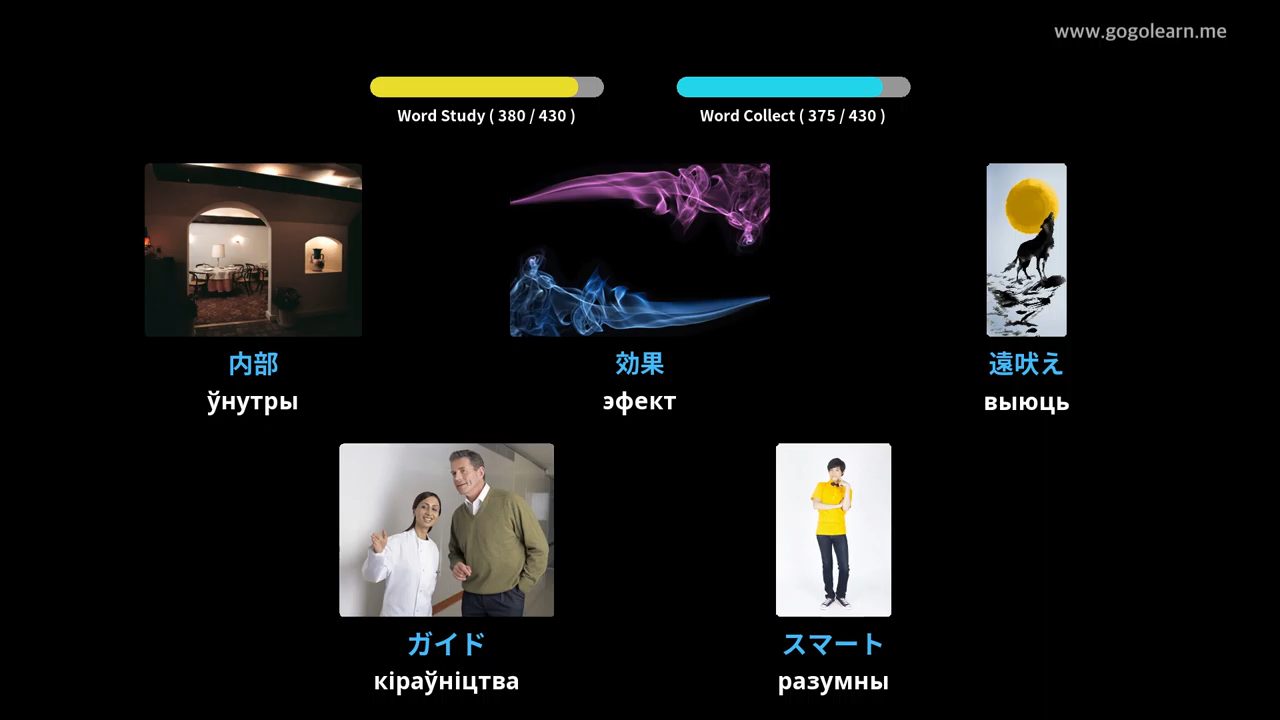 www.gogolearn.me
Word Study ( 380 / 430 )
Word Collect ( 375 / 430 )
内部
ўнутры
効果
эфект
遠吠え
выюць
ガイド
кіраўніцтва
スマート
разумны